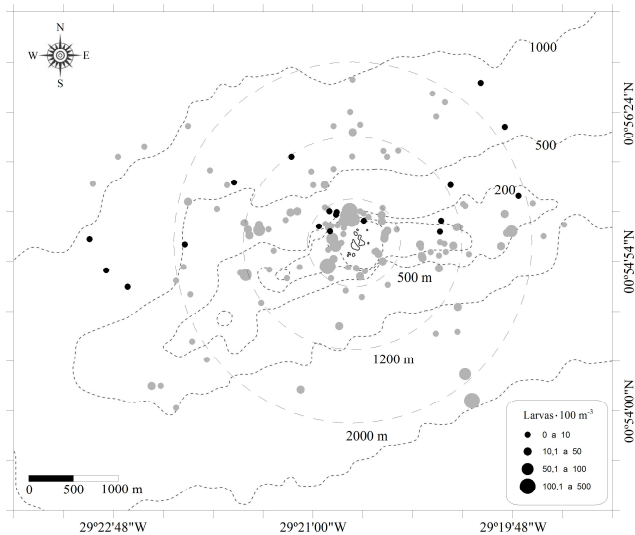 N
W E
S
1000
500
200
500 m
1200 m
2000 m
00°56'24"N
00°54'54"N
00°54'00"N
Larvas·100 m⁻³
0 a 10
10,1 a 50
50,1 a 100
100,1 a 500
0 500 1000 m
29°22'48"W 29°21'00"W 29°19'48"W